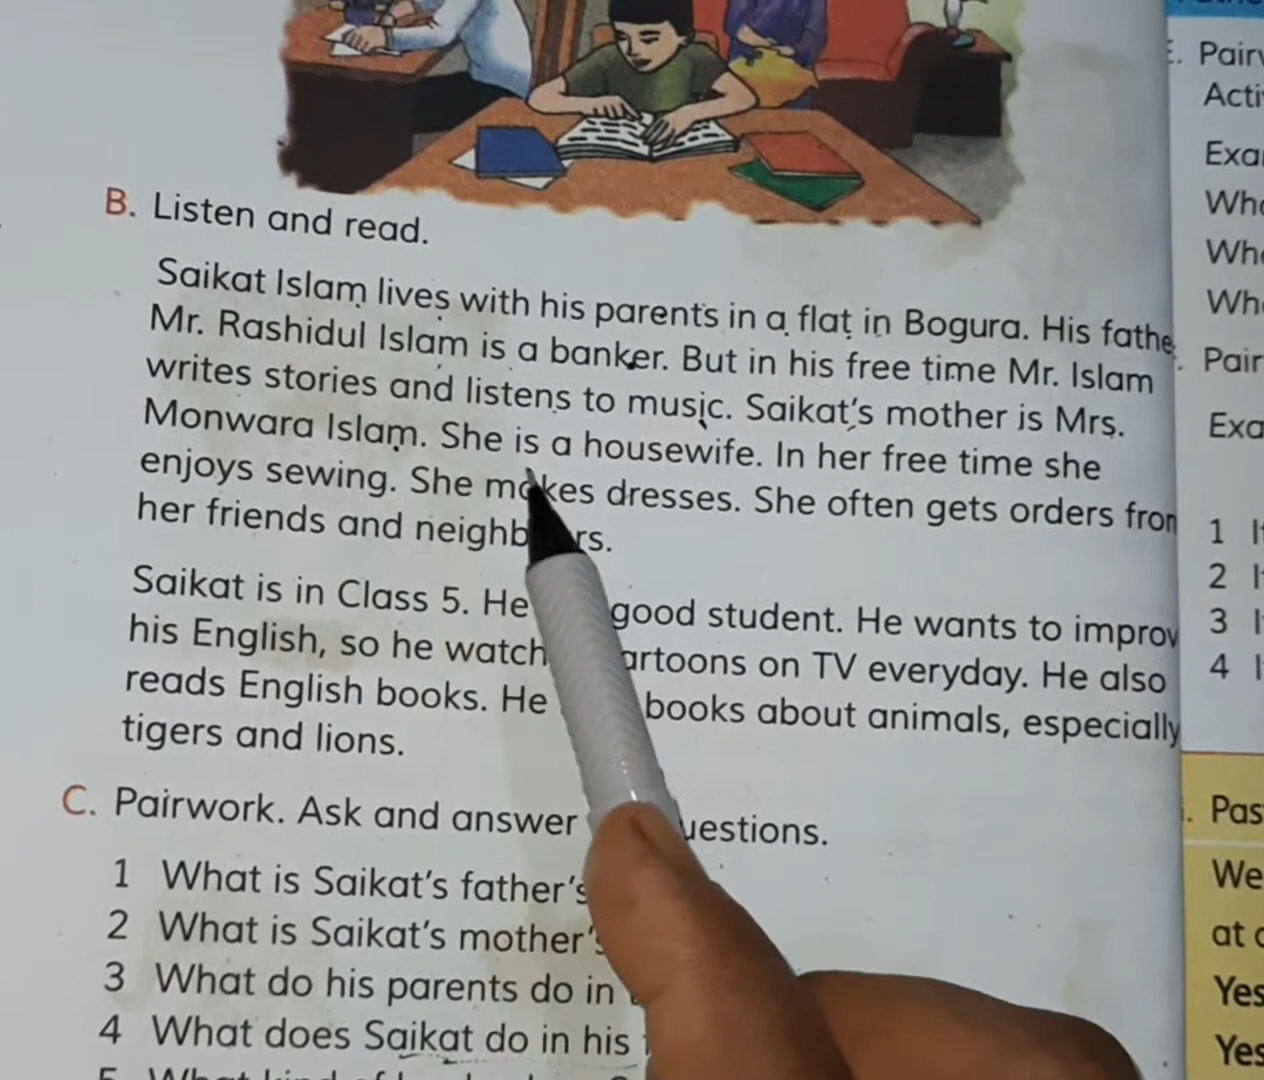 B. Listen and read.
Saikat Islam lives with his parents in a flat in Bogura. His fathe
Mr. Rashidul Islam is a banker. But in his free time Mr. Islam
writes stories and listens to music. Saikat's mother is Mrs.
Monwara Islam. She is a housewife. In her free time she
enjoys sewing. She makes dresses. She often gets orders fron
her friends and neighb rs.
Saikat is in Class 5. He good student. He wants to improv
his English, so he watch artoons on TV everyday. He also
reads English books. He books about animals, especially
tigers and lions.
C. Pairwork. Ask and answer uestions.
1 What is Saikat's father's
2 What is Saikat's mother's
3 What do his parents do in
4 What does Saikat do in his
5 What kind of
E. Pair
Acti
Exa
Wh
Wh
Wh
Pair
Exa
1 I
2 I
3 I
4 I
Pas
We
at
Yes
Yes